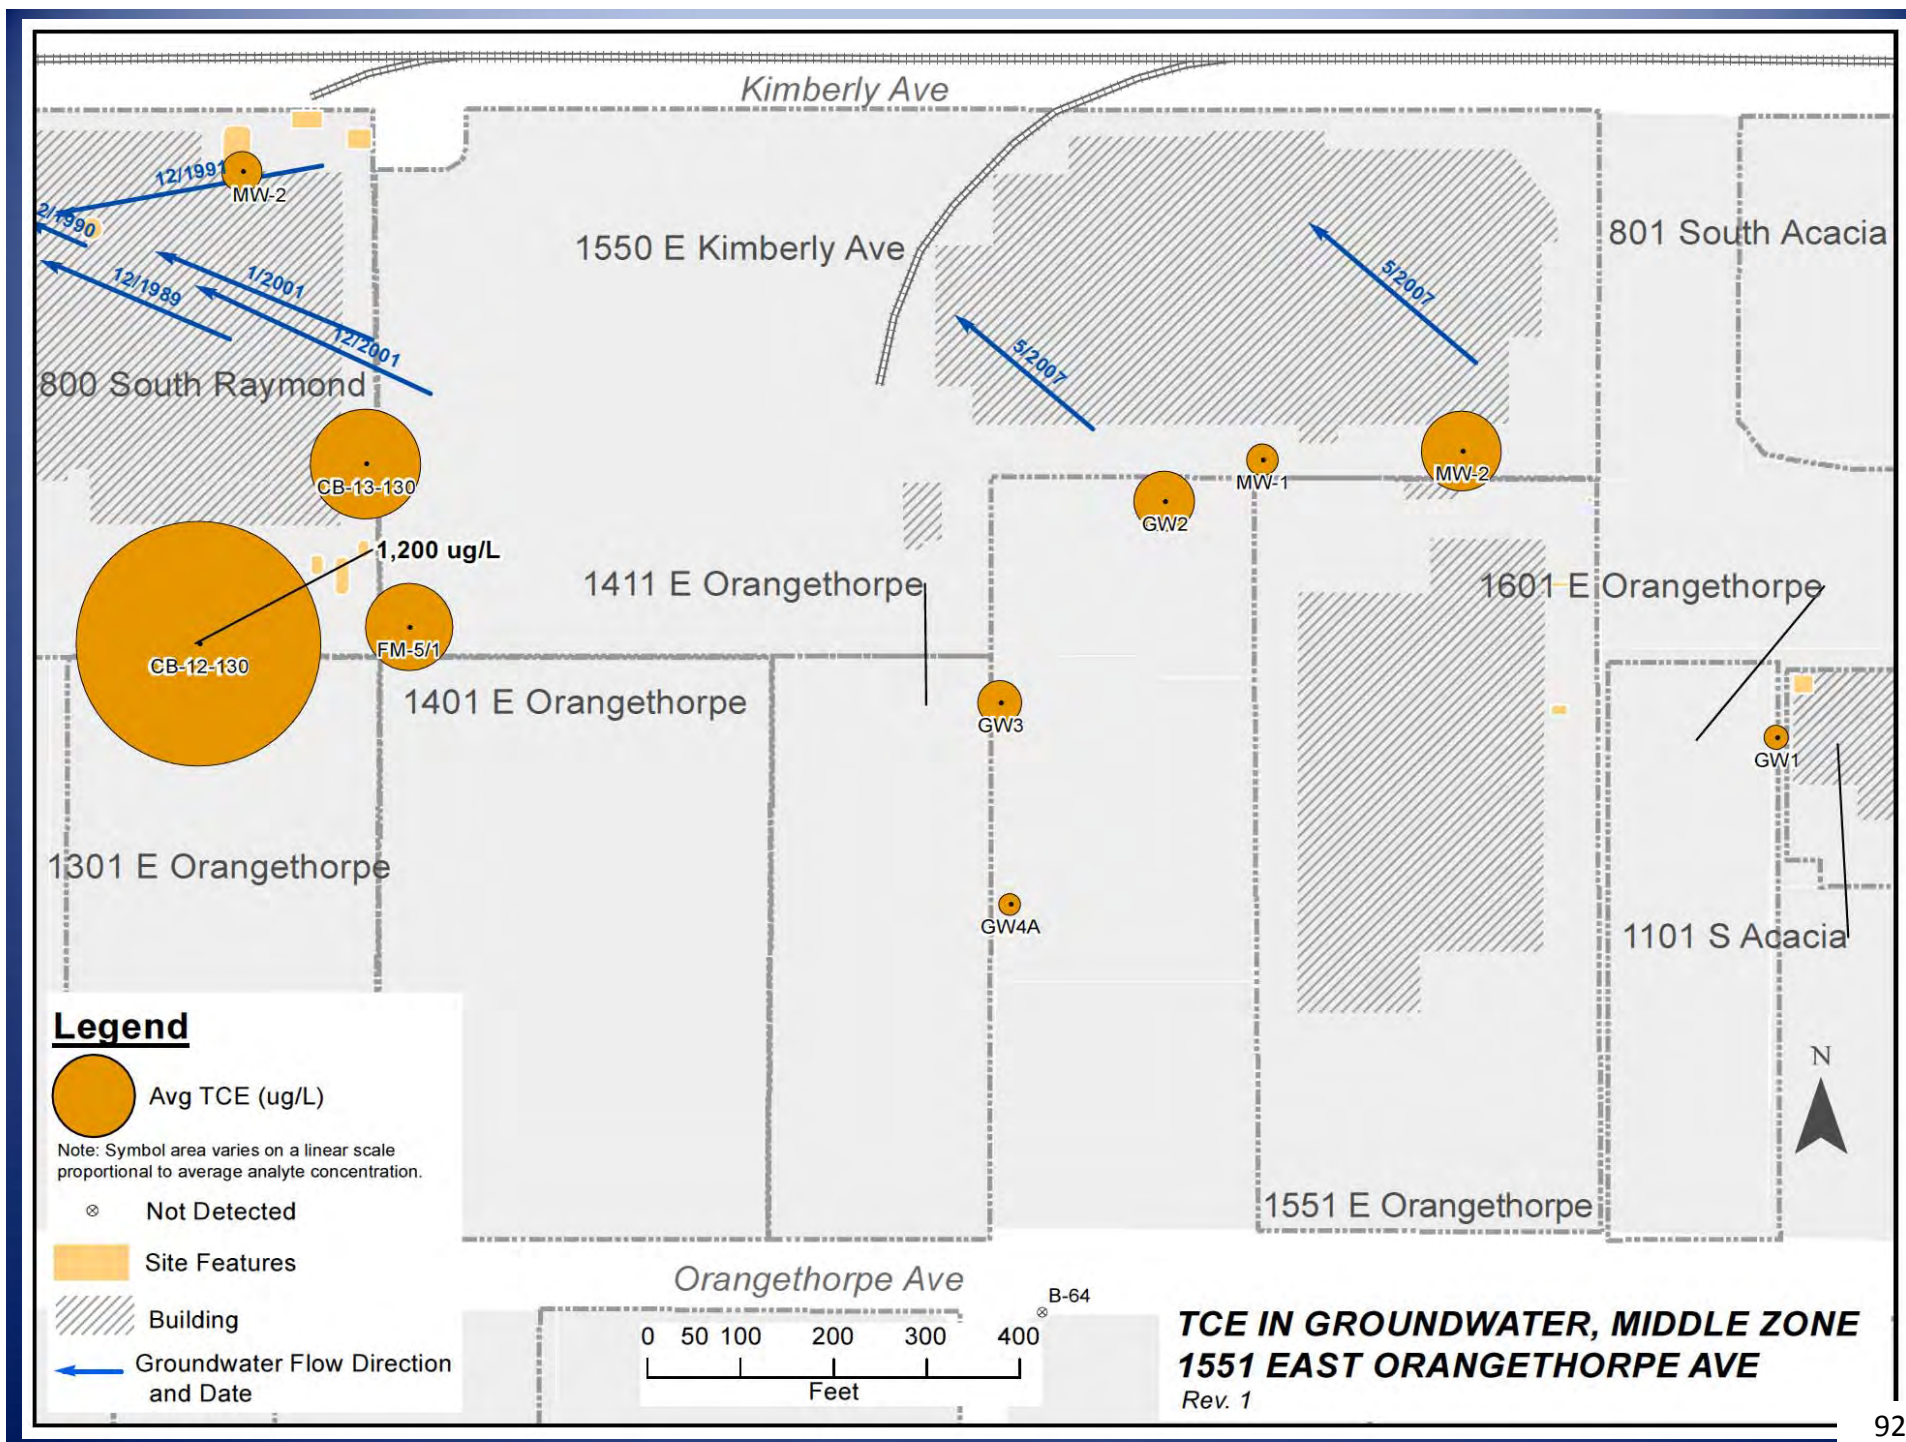 Kimberly Ave
12/1991
MW-2
2/1990
12/1989
1/2001
12/2001
1550 E Kimberly Ave
801 South Acacia
5/2007
5/2007
800 South Raymond
CB-13-130
MW-1
MW-2
GW2
1,200 ug/L
1411 E Orangethorpe
1601 E Orangethorpe
CB-12-130
FM-5/1
1401 E Orangethorpe
GW3
GW1
1301 E Orangethorpe
GW4A
1101 S Acacia
Legend
Avg TCE (ug/L)
Note: Symbol area varies on a linear scale
proportional to average analyte concentration.
Not Detected
Site Features
Building
Groundwater Flow Direction
and Date
N
1551 E Orangethorpe
Orangethorpe Ave
B-64
0 50 100 200 300 400
Feet
TCE IN GROUNDWATER, MIDDLE ZONE
1551 EAST ORANGETHORPE AVE
Rev. 1
92